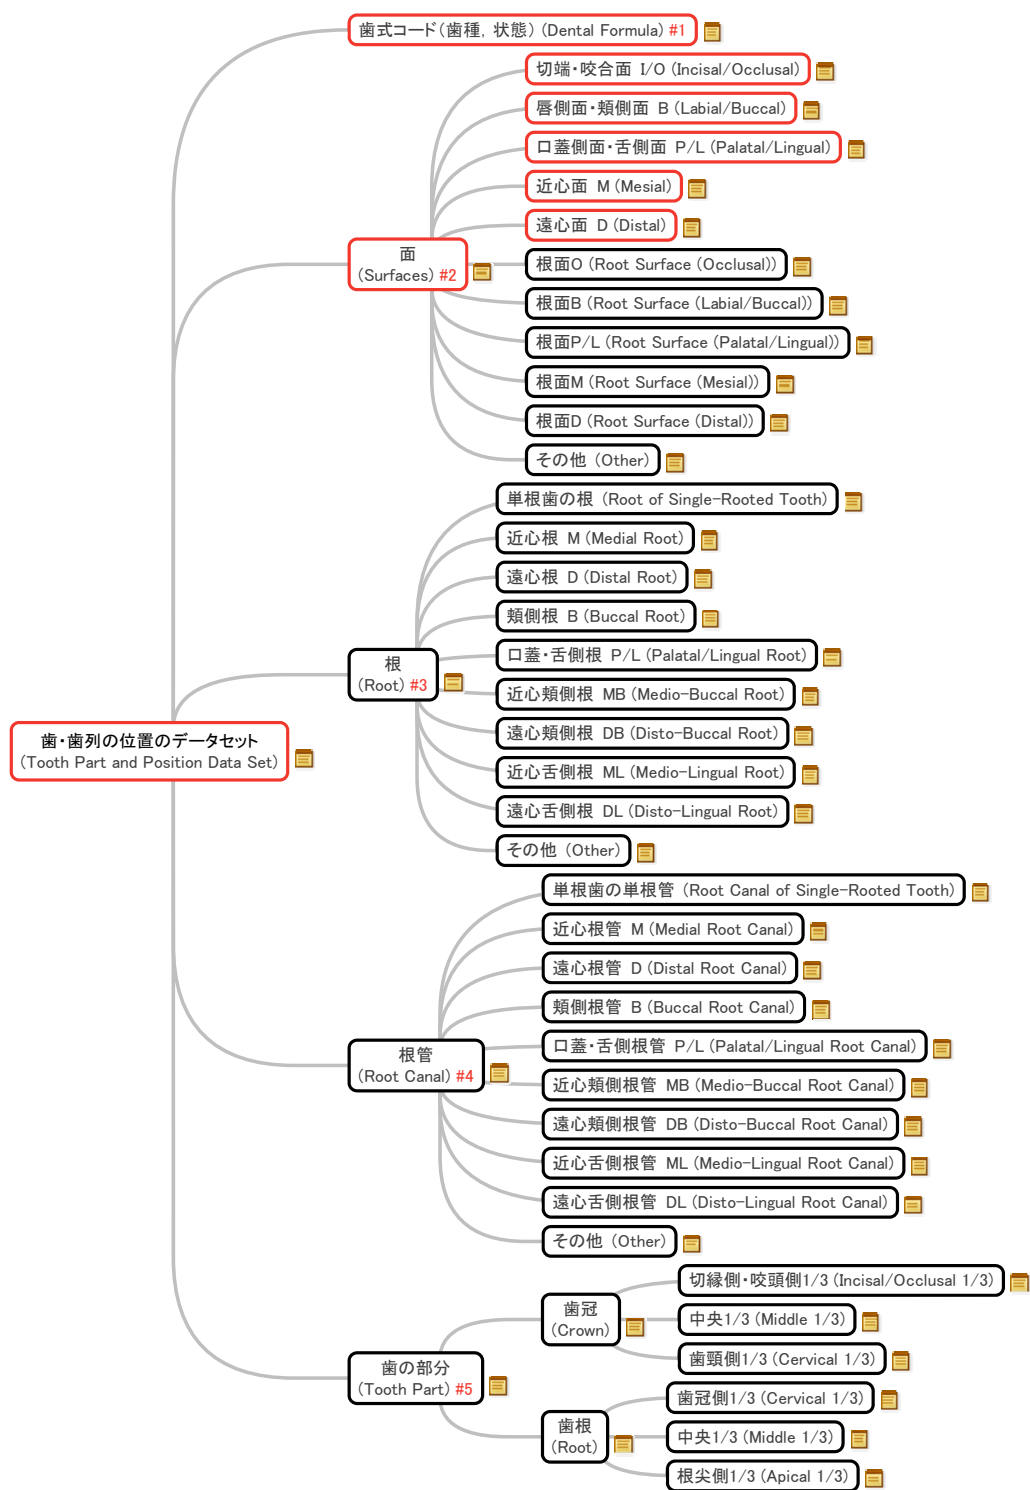 歯式コード(歯種, 状態) (Dental Formula) #1
切端・咬合面 I/O (Incisal/Occlusal)
唇側面・頬側面 B (Labial/Buccal)
口蓋側面・舌側面 P/L (Palatal/Lingual)
近心面 M (Mesial)
遠心面 D (Distal)
面
(Surfaces) #2
根面O (Root Surface (Occlusal))
根面B (Root Surface (Labial/Buccal))
根面P/L (Root Surface (Palatal/Lingual))
根面M (Root Surface (Mesial))
根面D (Root Surface (Distal))
その他 (Other)
単根歯の根 (Root of Single-Rooted Tooth)
近心根 M (Medial Root)
遠心根 D (Distal Root)
頬側根 B (Buccal Root)
口蓋・舌側根 P/L (Palatal/Lingual Root)
根
(Root) #3
近心頬側根 MB (Medio-Buccal Root)
遠心頬側根 DB (Disto-Buccal Root)
近心舌側根 ML (Medio-Lingual Root)
遠心舌側根 DL (Disto-Lingual Root)
その他 (Other)
歯・歯列の位置のデータセット
(Tooth Part and Position Data Set)
単根歯の単根管 (Root Canal of Single-Rooted Tooth)
近心根管 M (Medial Root Canal)
遠心根管 D (Distal Root Canal)
頬側根管 B (Buccal Root Canal)
口蓋・舌側根管 P/L (Palatal/Lingual Root Canal)
根管
(Root Canal) #4
近心頬側根管 MB (Medio-Buccal Root Canal)
遠心頬側根管 DB (Disto-Buccal Root Canal)
近心舌側根管 ML (Medio-Lingual Root Canal)
遠心舌側根管 DL (Disto-Lingual Root Canal)
その他 (Other)
切縁側・咬頭側1/3 (Incisal/Occlusal 1/3)
歯冠
(Crown)
中央1/3 (Middle 1/3)
歯頸側1/3 (Cervical 1/3)
歯の部分
(Tooth Part) #5
歯冠側1/3 (Cervical 1/3)
歯根
(Root)
中央1/3 (Middle 1/3)
根尖側1/3 (Apical 1/3)